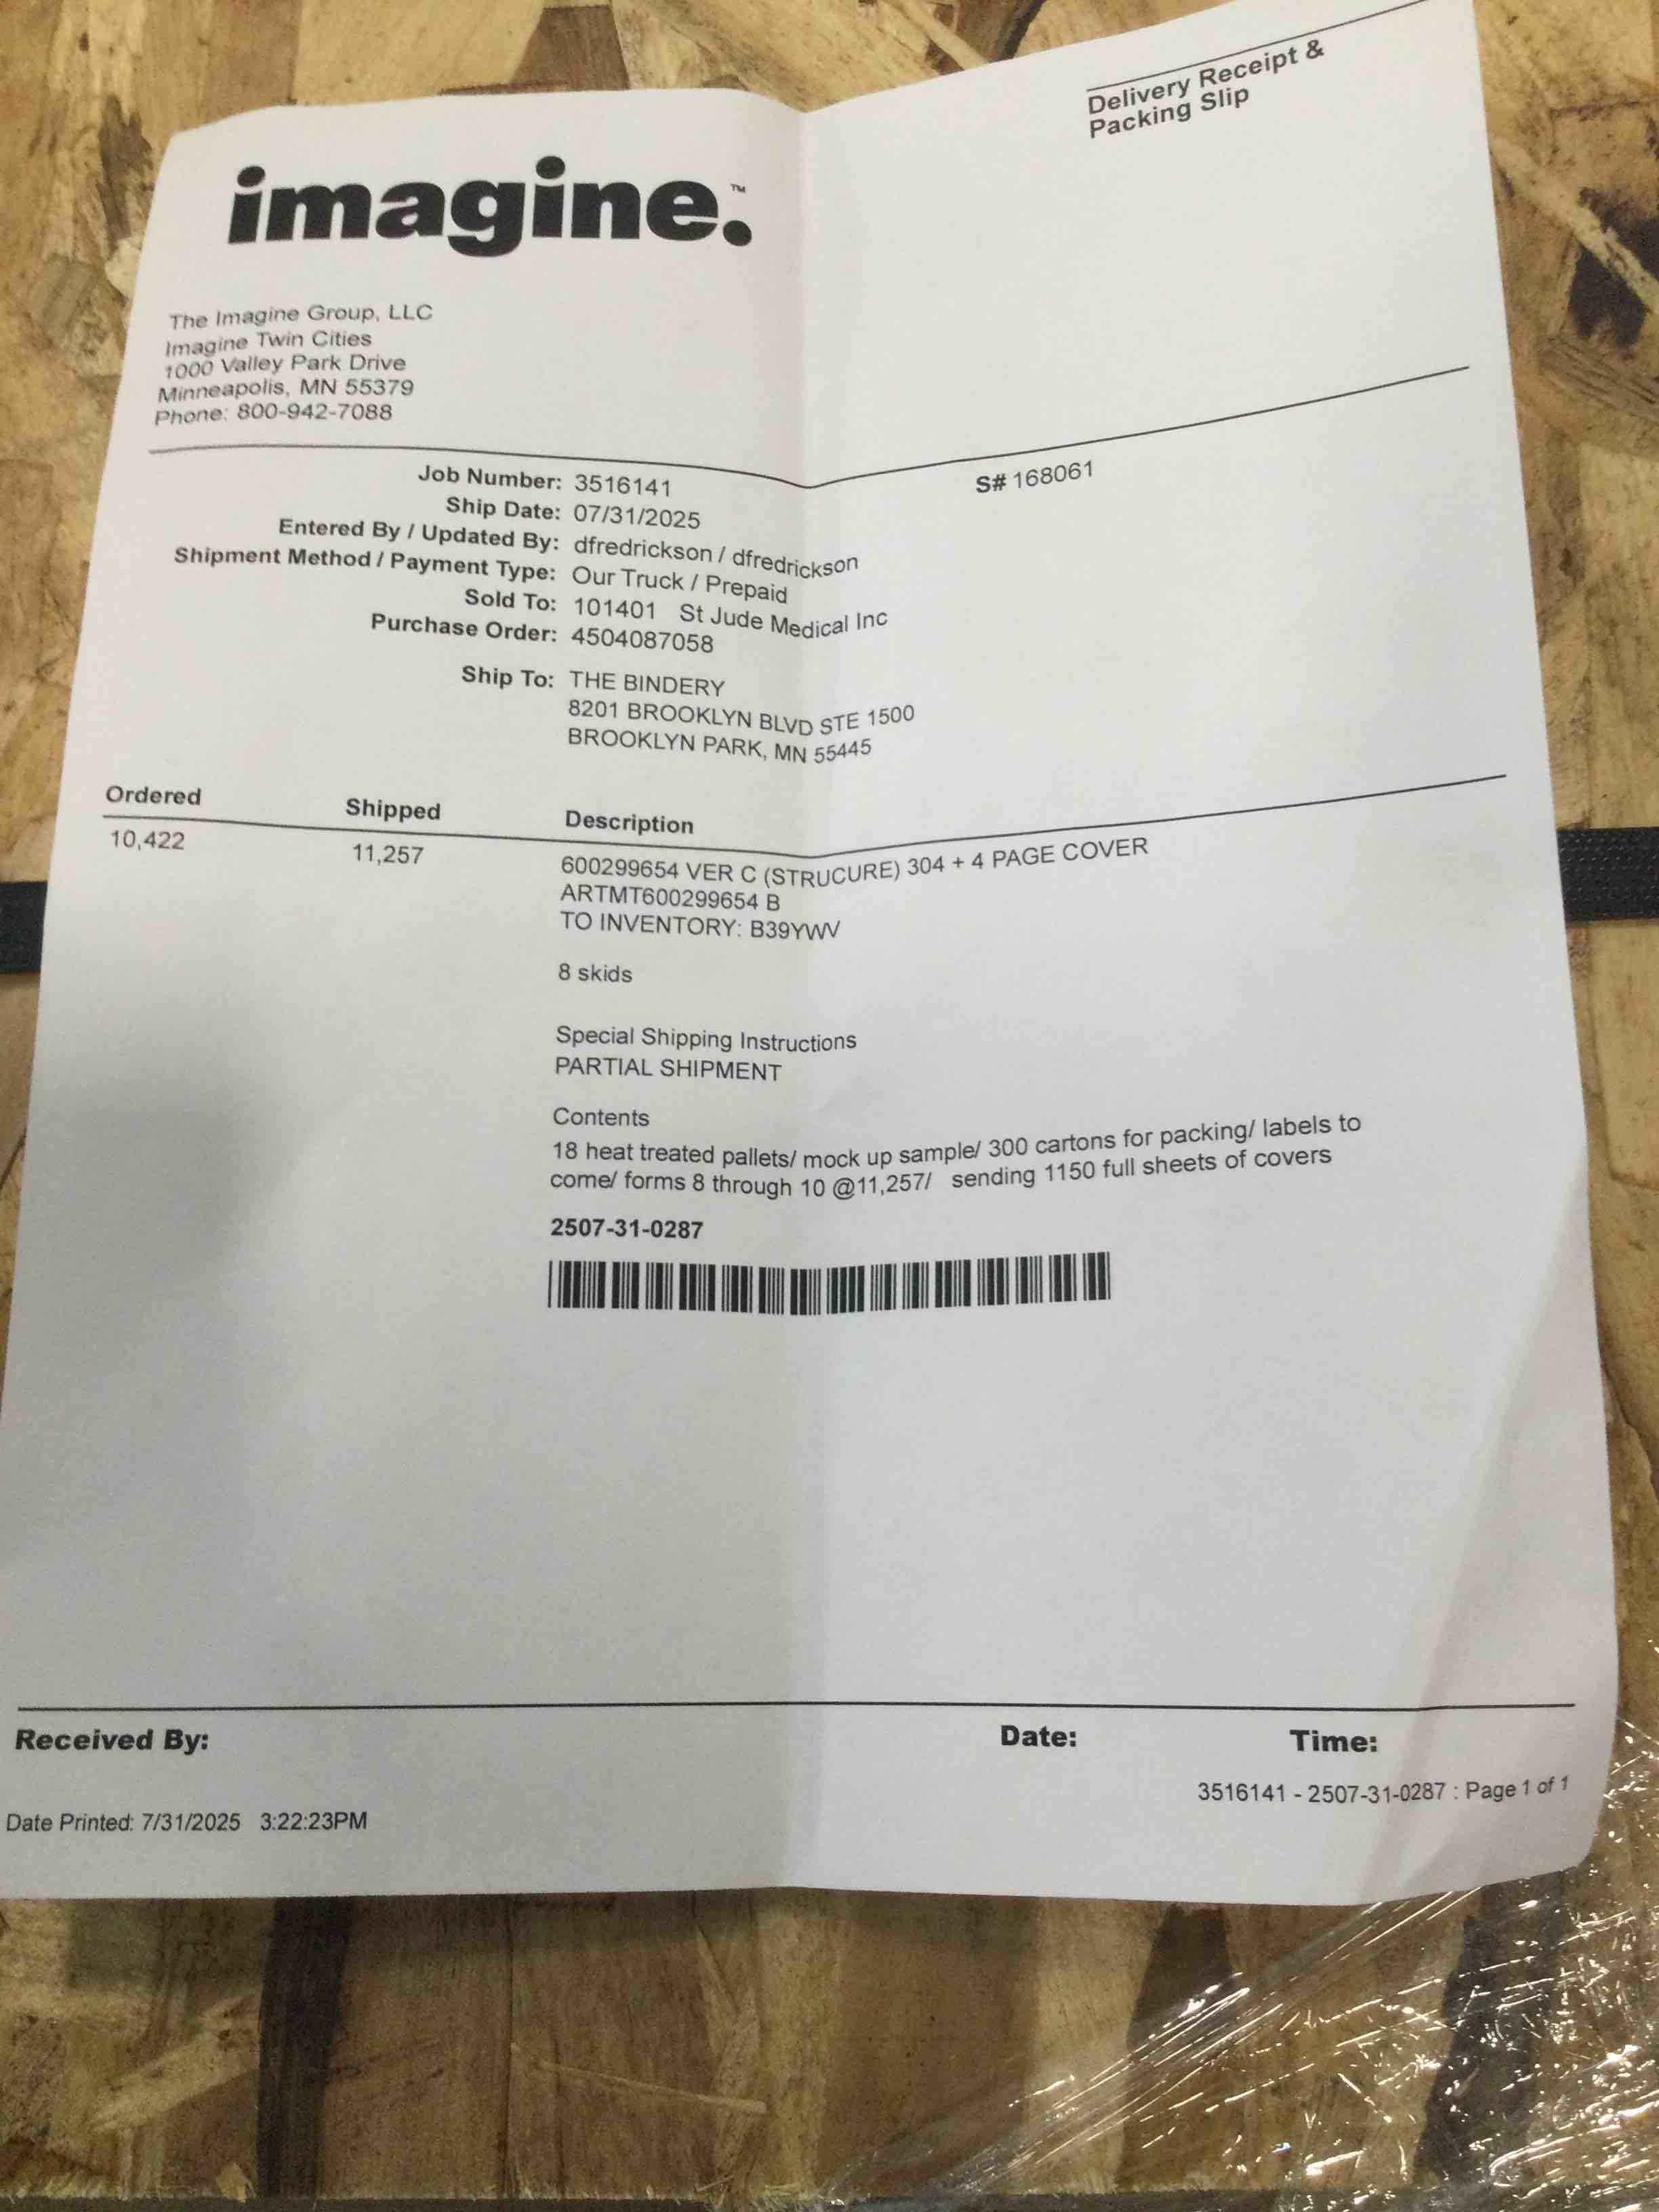 Delivery Receipt &
Packing Slip
imagine.™
The Imagine Group, LLC
Imagine Twin Cities
1000 Valley Park Drive
Minneapolis, MN 55379
Phone: 800-942-7088
Job Number: 3516141
S# 168061
Ship Date: 07/31/2025
Entered By / Updated By: dfredrickson / dfredrickson
Shipment Method / Payment Type: Our Truck / Prepaid
Sold To: 101401 St Jude Medical Inc
Purchase Order: 4504087058
Ship To: THE BINDERY
8201 BROOKLYN BLVD STE 1500
BROOKLYN PARK, MN 55445
Ordered Shipped Description
10,422 11,257 600299654 VER C (STRUCURE) 304 + 4 PAGE COVER
ARTMT600299654 B
TO INVENTORY: B39YWV
8 skids
Special Shipping Instructions
PARTIAL SHIPMENT
Contents
18 heat treated pallets/ mock up sample/ 300 cartons for packing/ labels to
come/ forms 8 through 10 @11,257/ sending 1150 full sheets of covers
2507-31-0287
Received By: Date: Time:
3516141 - 2507-31-0287 : Page 1 of 1
Date Printed: 7/31/2025 3:22:23PM